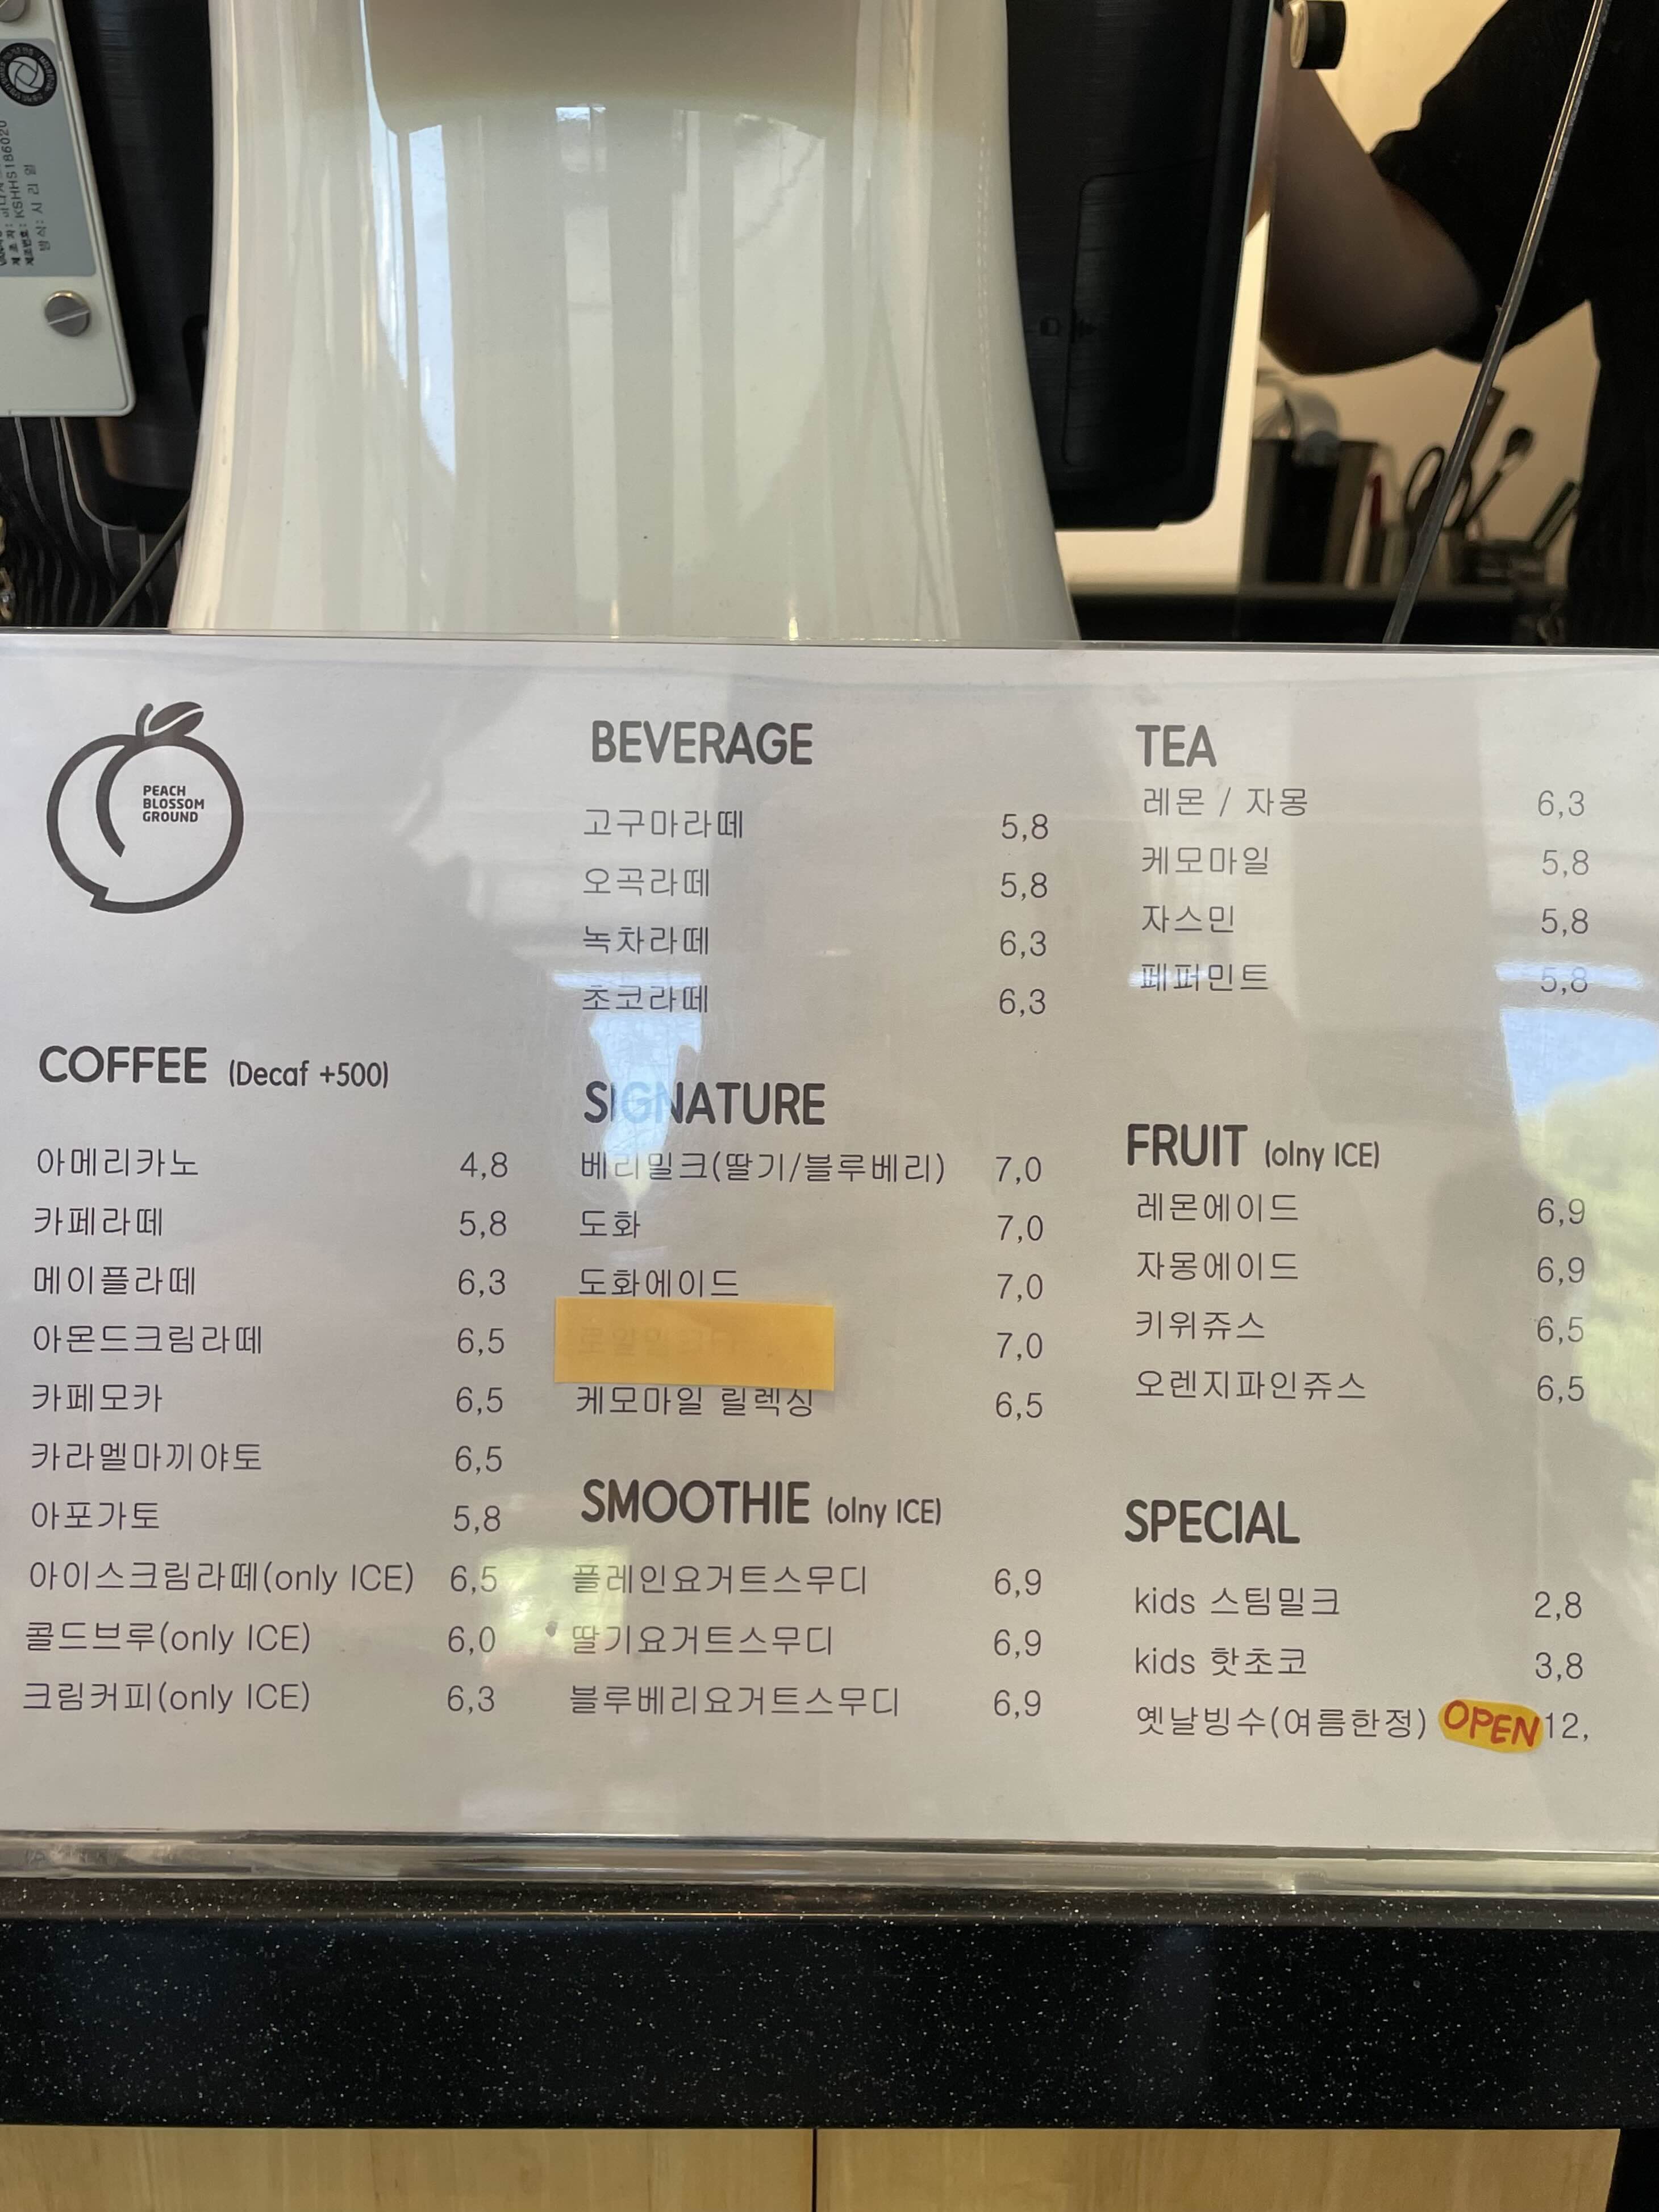 제조번호: KSHHS186020
방식: 시리얼
PEACH
BLOSSOM
GROUND
COFFEE (Decaf +500)
아메리카노 4,8
카페라떼 5,8
메이플라떼 6,3
아몬드크림라떼 6,5
카페모카 6,5
카라멜마끼야토 6,5
아포가토 5,8
아이스크림라떼(only ICE) 6,5
콜드브루(only ICE) 6,0
크림커피(only ICE) 6,3
BEVERAGE
고구마라떼 5,8
오곡라떼 5,8
녹차라떼 6,3
초코라떼 6,3
SIGNATURE
베리밀크(딸기/블루베리) 7,0
도화 7,0
도화에이드 7,0
7,0
케모마일 릴렉싱 6,5
SMOOTHIE (olny ICE)
플레인요거트스무디 6,9
딸기요거트스무디 6,9
블루베리요거트스무디 6,9
TEA
레몬 / 자몽 6,3
케모마일 5,8
자스민 5,8
페퍼민트 5,8
FRUIT (olny ICE)
레몬에이드 6,9
자몽에이드 6,9
키위쥬스 6,5
오렌지파인쥬스 6,5
SPECIAL
kids 스팀밀크 2,8
kids 핫초코 3,8
옛날빙수(여름한정) OPEN 12,